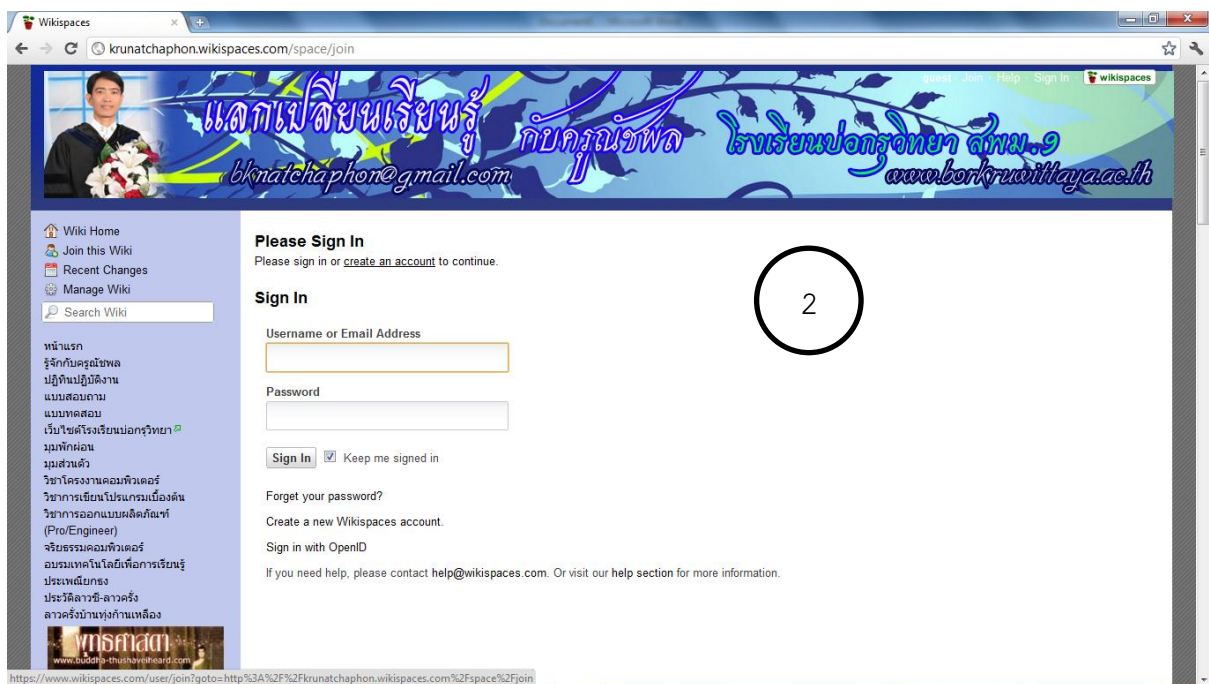 Wikispaces
Document1 - Microsoft Word
krunatchaphon.wikispaces.com/space/join
guest · Join · Help · Sign In
wikispaces
แลกเปลี่ยนเรียนรู้ กับครูณัชพล โรงเรียนบ่อกรุวิทยา สพม.๙
bknatchaphon@gmail.com
www.borkruwittaya.ac.th
Wiki Home
Join this Wiki
Recent Changes
Manage Wiki
Search Wiki
หน้าแรก
รู้จักกับครูณัชพล
ปฏิทินปฏิบัติงาน
แบบสอบถาม
แบบทดสอบ
เว็บไซต์โรงเรียนบ่อกรุวิทยา
มุมพักผ่อน
มุมส่วนตัว
วิชาโครงงานคอมพิวเตอร์
วิชาการเขียนโปรแกรมเบื้องต้น
วิชาการออกแบบผลิตภัณฑ์
(Pro/Engineer)
จริยธรรมคอมพิวเตอร์
อบรมเทคโนโลยีเพื่อการเรียนรู้
ประเพณียกธง
ประวัติลาวซี-ลาวครั่ง
ลาวครั่งบ้านทุ่งก้านเหลือง
พุทธศาสดา
www.buddha-thushaveiheard.com
Please Sign In
Please sign in or create an account to continue.
Sign In
Username or Email Address
Password
Sign In Keep me signed in
Forget your password?
Create a new Wikispaces account.
Sign in with OpenID
If you need help, please contact help@wikispaces.com. Or visit our help section for more information.
2
https://www.wikispaces.com/user/join?goto=http%3A%2F%2Fkrunatchaphon.wikispaces.com%2Fspace%2Fjoin